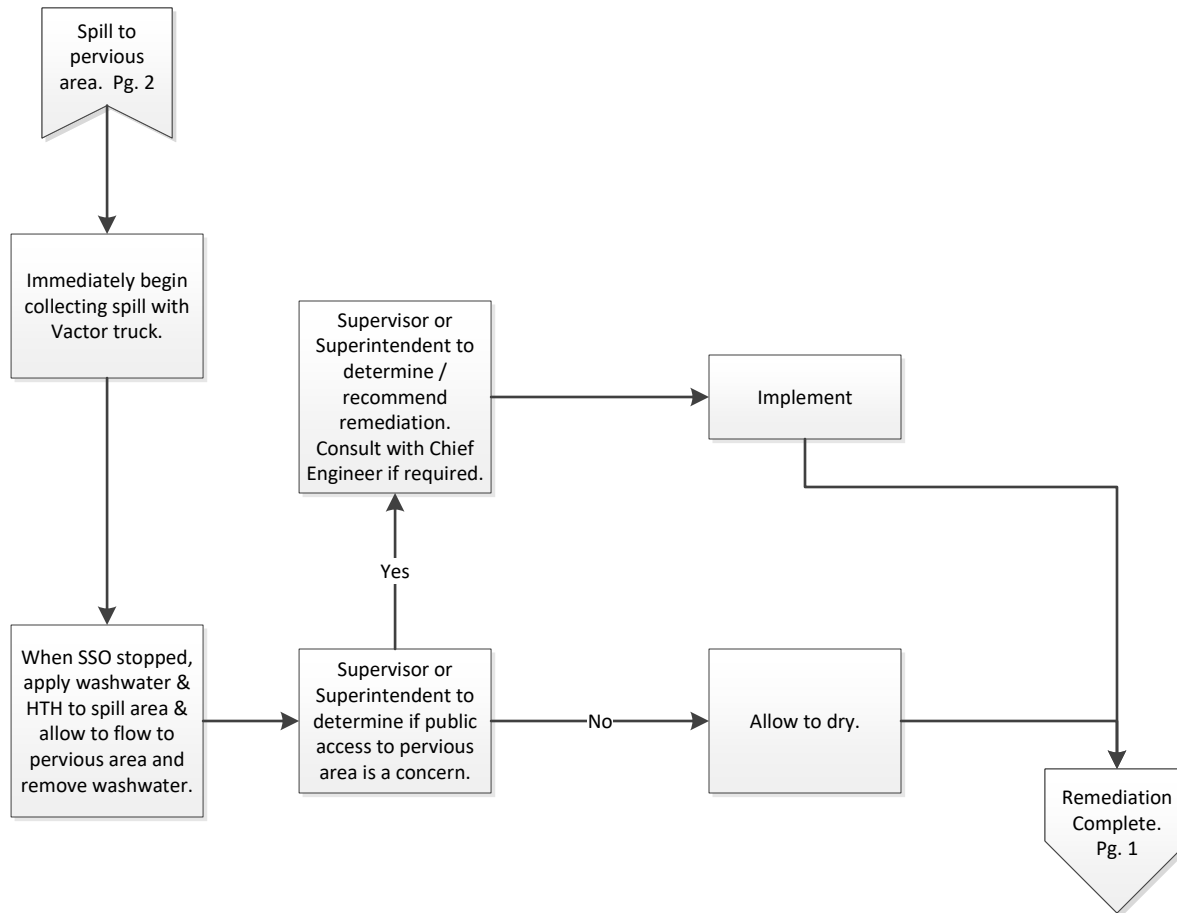 Spill to
pervious
area.  Pg. 2
Immediately begin
collecting spill with
Vactor truck.
When SSO stopped,
apply washwater &
HTH to spill area &
allow to flow to
pervious area and
remove washwater.
Supervisor or
Superintendent to
determine if public
access to pervious
area is a concern.
Yes
Supervisor or
Superintendent to
determine /
recommend
remediation.
Consult with Chief
Engineer if required.
Implement
No
Allow to dry.
Remediation
Complete.
Pg. 1